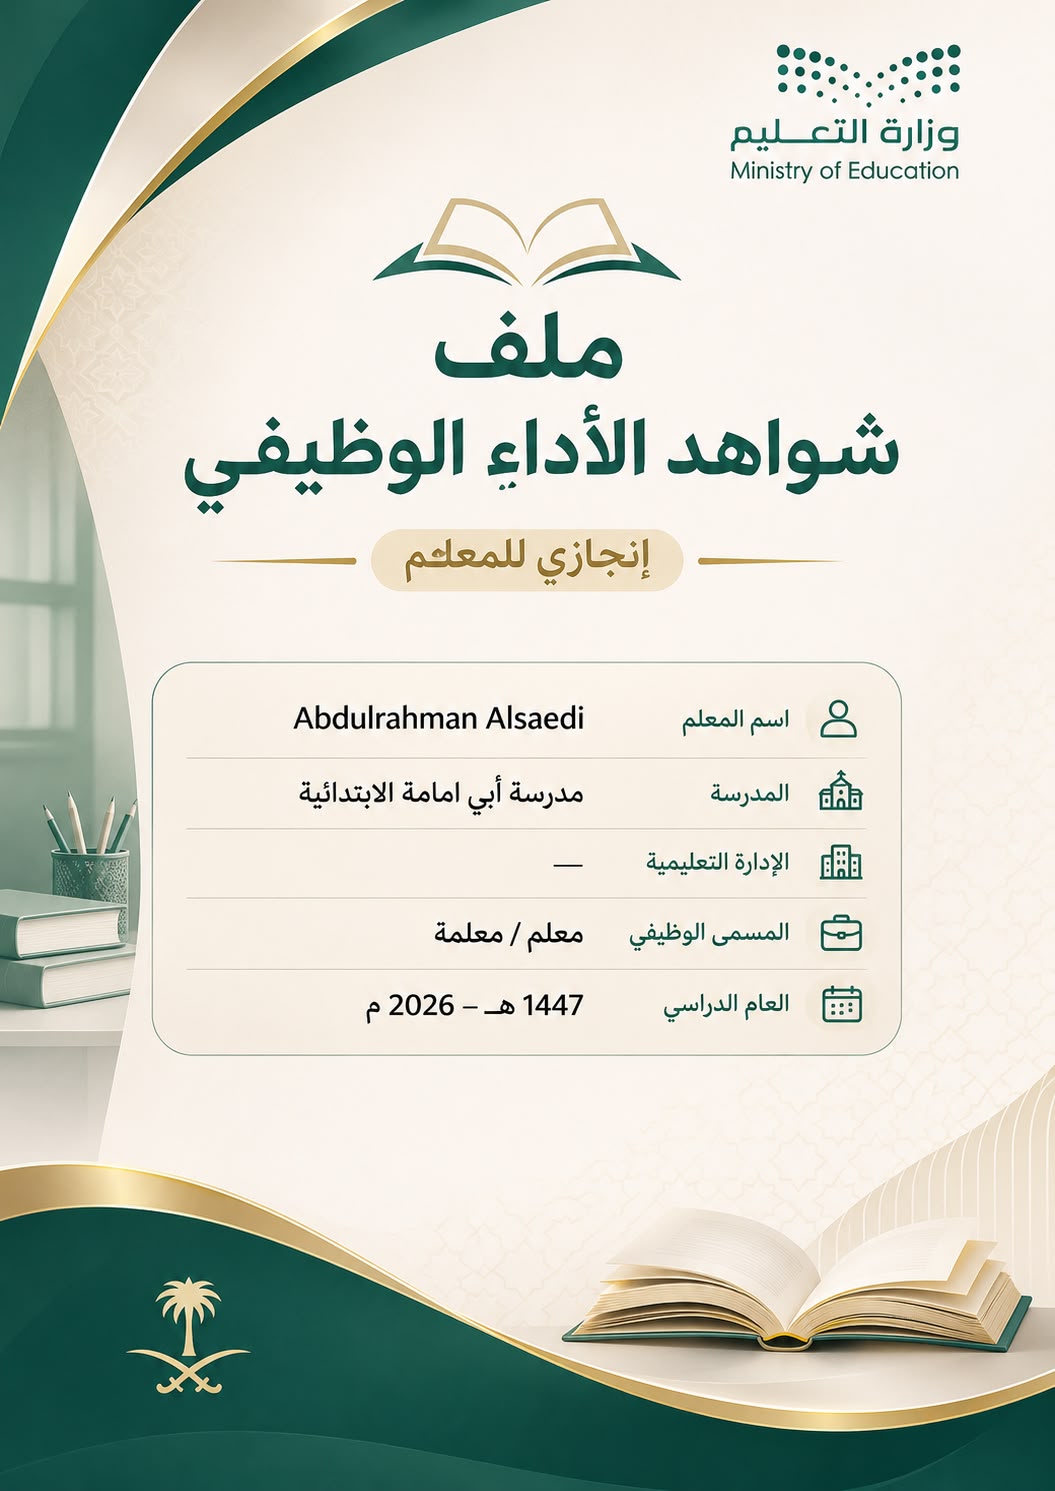 وزارة التعليم
Ministry of Education
ملف
شواهد الأداء الوظيفي
إنجازي للمعلم
اسم المعلم Abdulrahman Alsaedi
المدرسة مدرسة أبي امامة الابتدائية
الإدارة التعليمية —
المسمى الوظيفي معلم / معلمة
العام الدراسي 1447 هـ – 2026 م